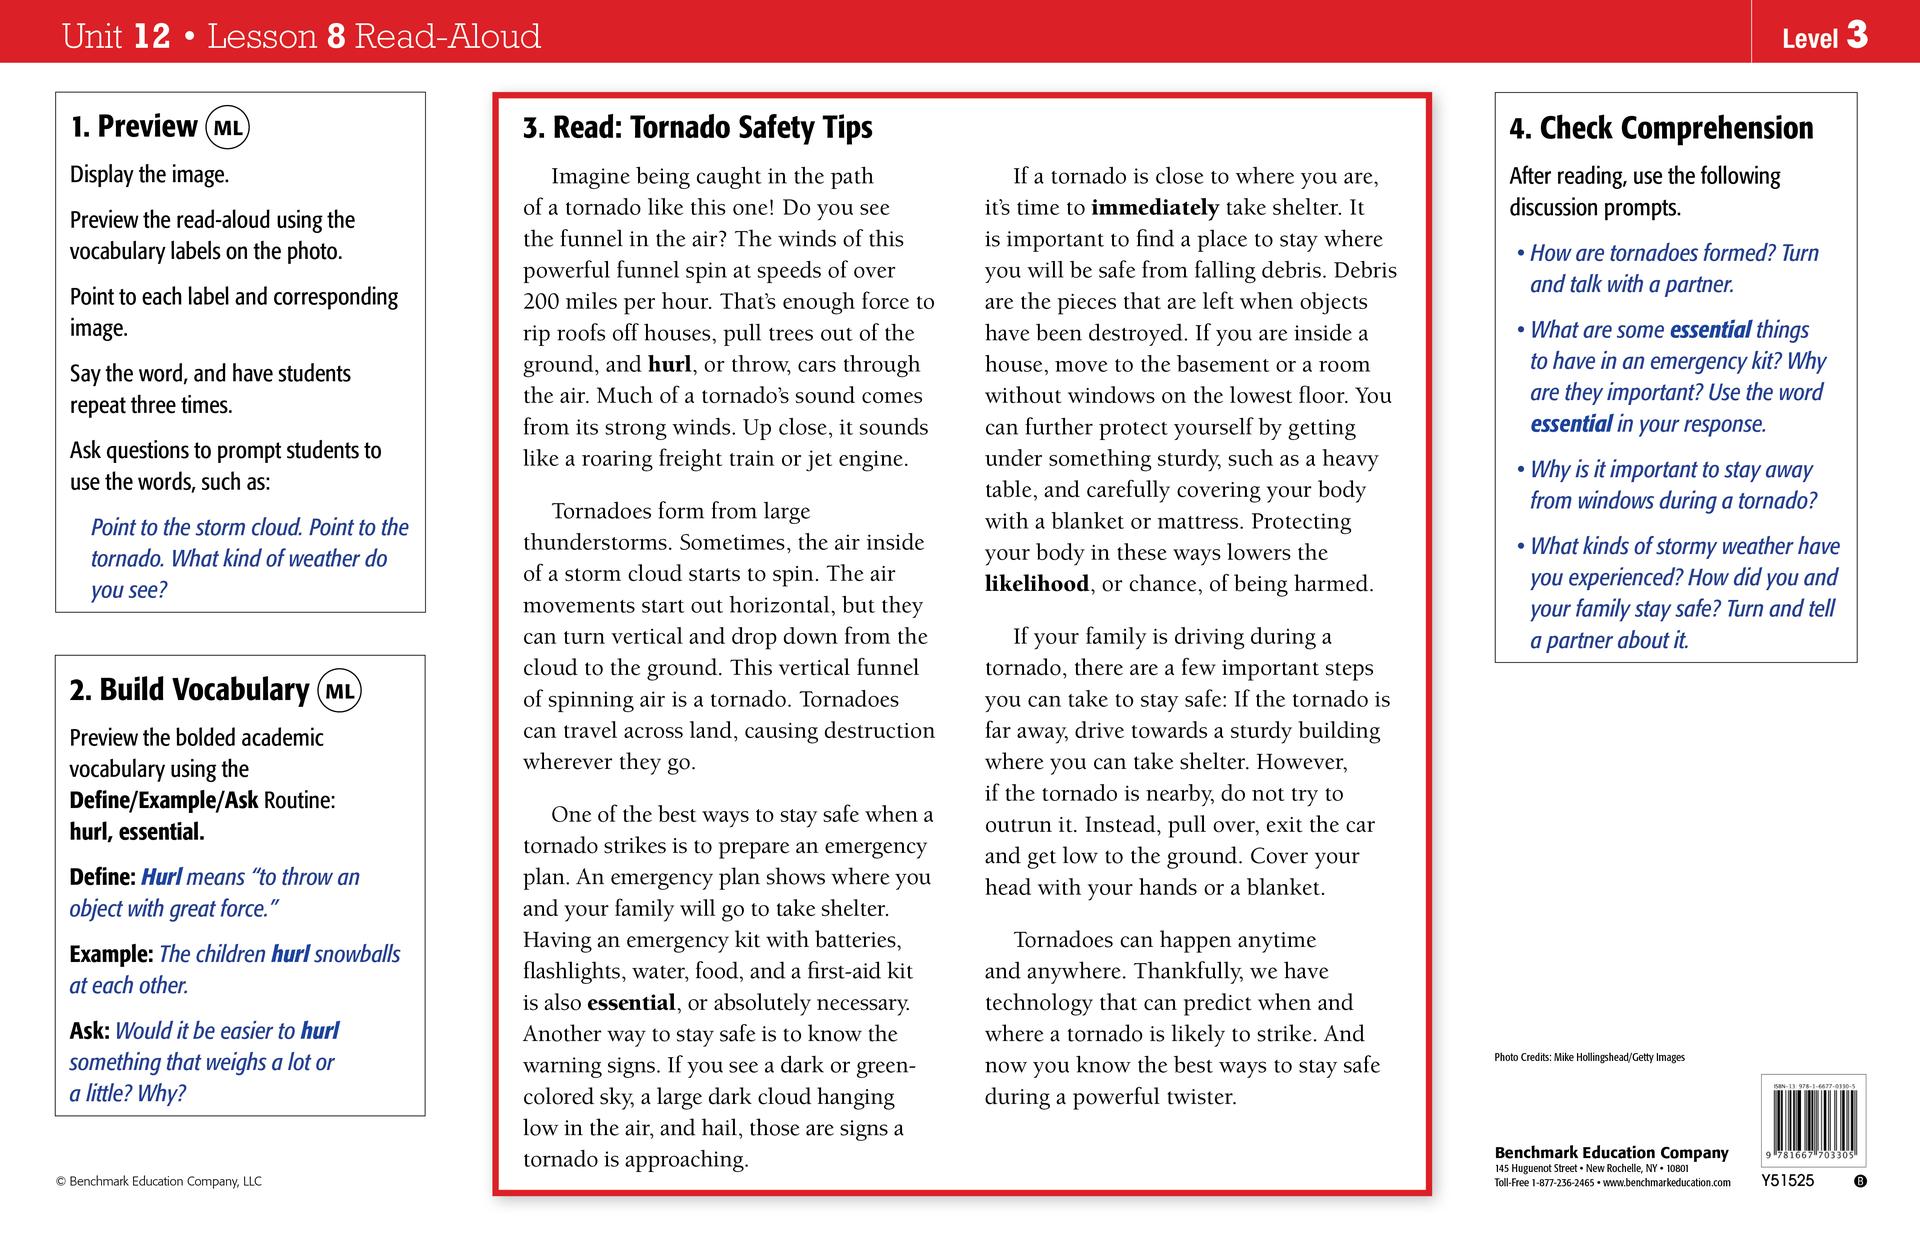 Unit 12 • Lesson 8 Read-Aloud
Level 3
1. Preview ML
Display the image.
Preview the read-aloud using the
vocabulary labels on the photo.
Point to each label and corresponding
image.
Say the word, and have students
repeat three times.
Ask questions to prompt students to
use the words, such as:
Point to the storm cloud. Point to the
tornado. What kind of weather do
you see?
2. Build Vocabulary ML
Preview the bolded academic
vocabulary using the
Define/Example/Ask Routine:
hurl, essential.
Define: Hurl means “to throw an
object with great force.”
Example: The children hurl snowballs
at each other.
Ask: Would it be easier to hurl
something that weighs a lot or
a little? Why?
© Benchmark Education Company, LLC
3. Read: Tornado Safety Tips
Imagine being caught in the path
of a tornado like this one! Do you see
the funnel in the air? The winds of this
powerful funnel spin at speeds of over
200 miles per hour. That’s enough force to
rip roofs off houses, pull trees out of the
ground, and hurl, or throw, cars through
the air. Much of a tornado’s sound comes
from its strong winds. Up close, it sounds
like a roaring freight train or jet engine.
Tornadoes form from large
thunderstorms. Sometimes, the air inside
of a storm cloud starts to spin. The air
movements start out horizontal, but they
can turn vertical and drop down from the
cloud to the ground. This vertical funnel
of spinning air is a tornado. Tornadoes
can travel across land, causing destruction
wherever they go.
One of the best ways to stay safe when a
tornado strikes is to prepare an emergency
plan. An emergency plan shows where you
and your family will go to take shelter.
Having an emergency kit with batteries,
flashlights, water, food, and a first-aid kit
is also essential, or absolutely necessary.
Another way to stay safe is to know the
warning signs. If you see a dark or green-
colored sky, a large dark cloud hanging
low in the air, and hail, those are signs a
tornado is approaching.
If a tornado is close to where you are,
it’s time to immediately take shelter. It
is important to find a place to stay where
you will be safe from falling debris. Debris
are the pieces that are left when objects
have been destroyed. If you are inside a
house, move to the basement or a room
without windows on the lowest floor. You
can further protect yourself by getting
under something sturdy, such as a heavy
table, and carefully covering your body
with a blanket or mattress. Protecting
your body in these ways lowers the
likelihood, or chance, of being harmed.
If your family is driving during a
tornado, there are a few important steps
you can take to stay safe: If the tornado is
far away, drive towards a sturdy building
where you can take shelter. However,
if the tornado is nearby, do not try to
outrun it. Instead, pull over, exit the car
and get low to the ground. Cover your
head with your hands or a blanket.
Tornadoes can happen anytime
and anywhere. Thankfully, we have
technology that can predict when and
where a tornado is likely to strike. And
now you know the best ways to stay safe
during a powerful twister.
4. Check Comprehension
After reading, use the following
discussion prompts.
• How are tornadoes formed? Turn
and talk with a partner.
• What are some essential things
to have in an emergency kit? Why
are they important? Use the word
essential in your response.
• Why is it important to stay away
from windows during a tornado?
• What kinds of stormy weather have
you experienced? How did you and
your family stay safe? Turn and tell
a partner about it.
Photo Credits: Mike Hollingshead/Getty Images
Benchmark Education Company
145 Huguenot Street • New Rochelle, NY • 10801
Toll-Free 1-877-236-2465 • www.benchmarkeducation.com
ISBN-13 978-1-6677-0330-5
9 781667 703305
Y51525
B